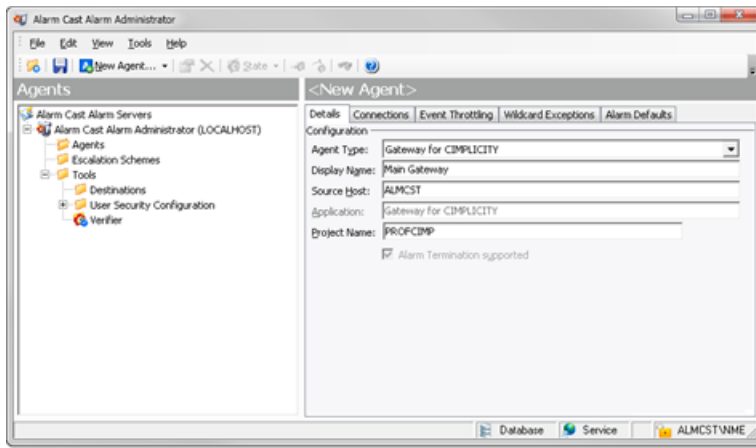 Alarm Cast Alarm Administrator
File Edit View Tools Help
New Agent... State
Agents
<New Agent>
Alarm Cast Alarm Servers
Alarm Cast Alarm Administrator (LOCALHOST)
Agents
Escalation Schemes
Tools
Destinations
User Security Configuration
Verifier
Details Connections Event Throttling Wildcard Exceptions Alarm Defaults
Configuration
Agent Type: Gateway for CIMPLICITY
Display Name: Main Gateway
Source Host: ALMCST
Application: Gateway for CIMPLICITY
Project Name: PROFCIMP
Alarm Termination supported
Database Service ALMCST\NME